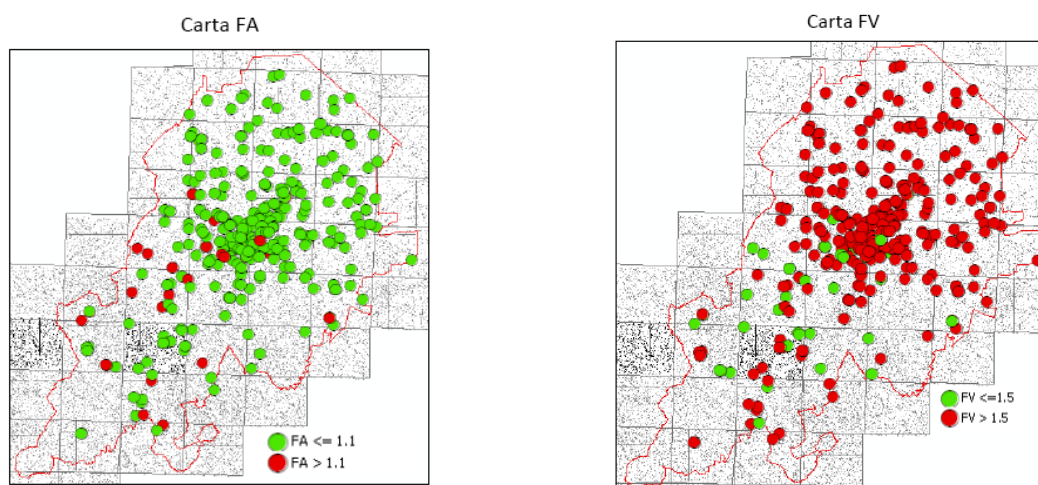 Carta FA
Carta FV
FA <= 1.1
FA > 1.1
FV <=1.5
FV > 1.5